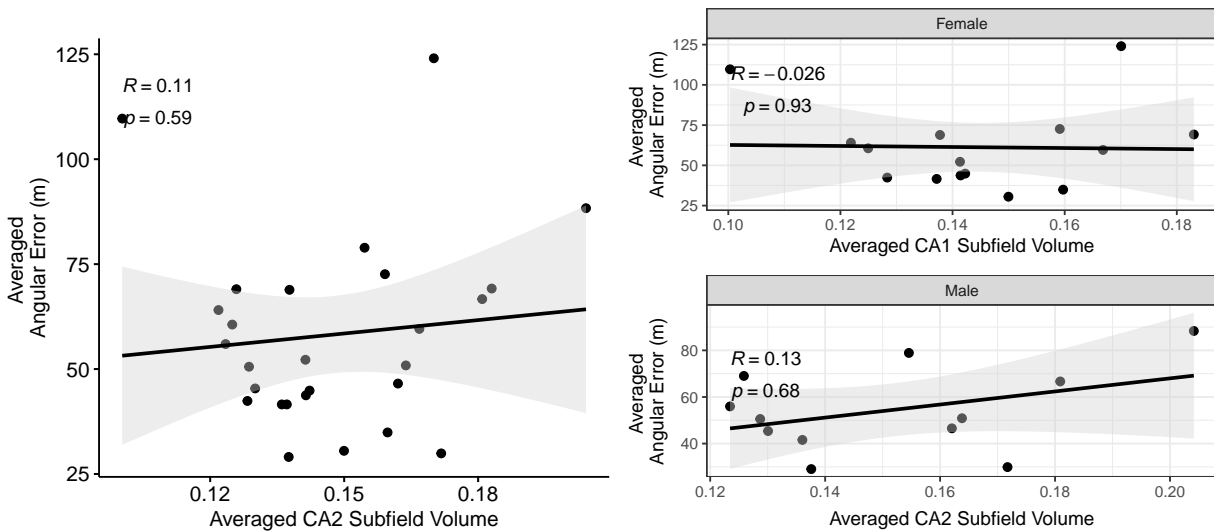 Averaged
Angular Error (m)
125
100
75
50
25
R = 0.11
p = 0.59
0.12 0.15 0.18
Averaged CA2 Subfield Volume
Female
Averaged
Angular Error (m)
125
100
75
50
25
R = −0.026
p = 0.93
0.10 0.12 0.14 0.16 0.18
Averaged CA1 Subfield Volume
Male
Averaged
Angular Error (m)
80
60
40
R = 0.13
p = 0.68
0.12 0.14 0.16 0.18 0.20
Averaged CA2 Subfield Volume